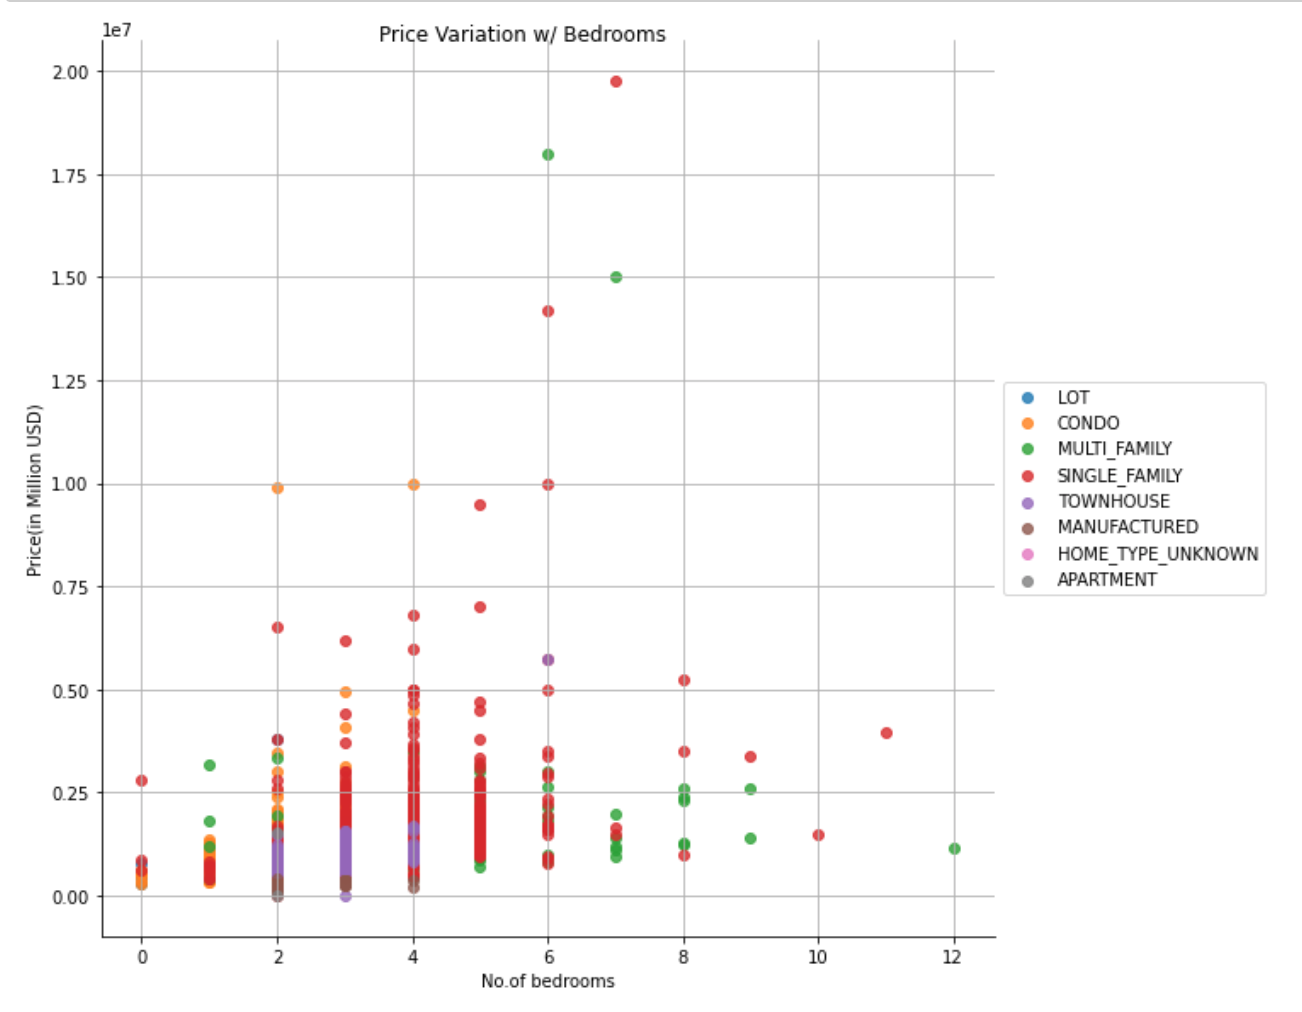 Price Variation w/ Bedrooms
1e7
2.00
1.75
1.50
1.25
1.00
0.75
0.50
0.25
0.00
Price(in Million USD)
0 2 4 6 8 10 12
No.of bedrooms
LOT
CONDO
MULTI_FAMILY
SINGLE_FAMILY
TOWNHOUSE
MANUFACTURED
HOME_TYPE_UNKNOWN
APARTMENT